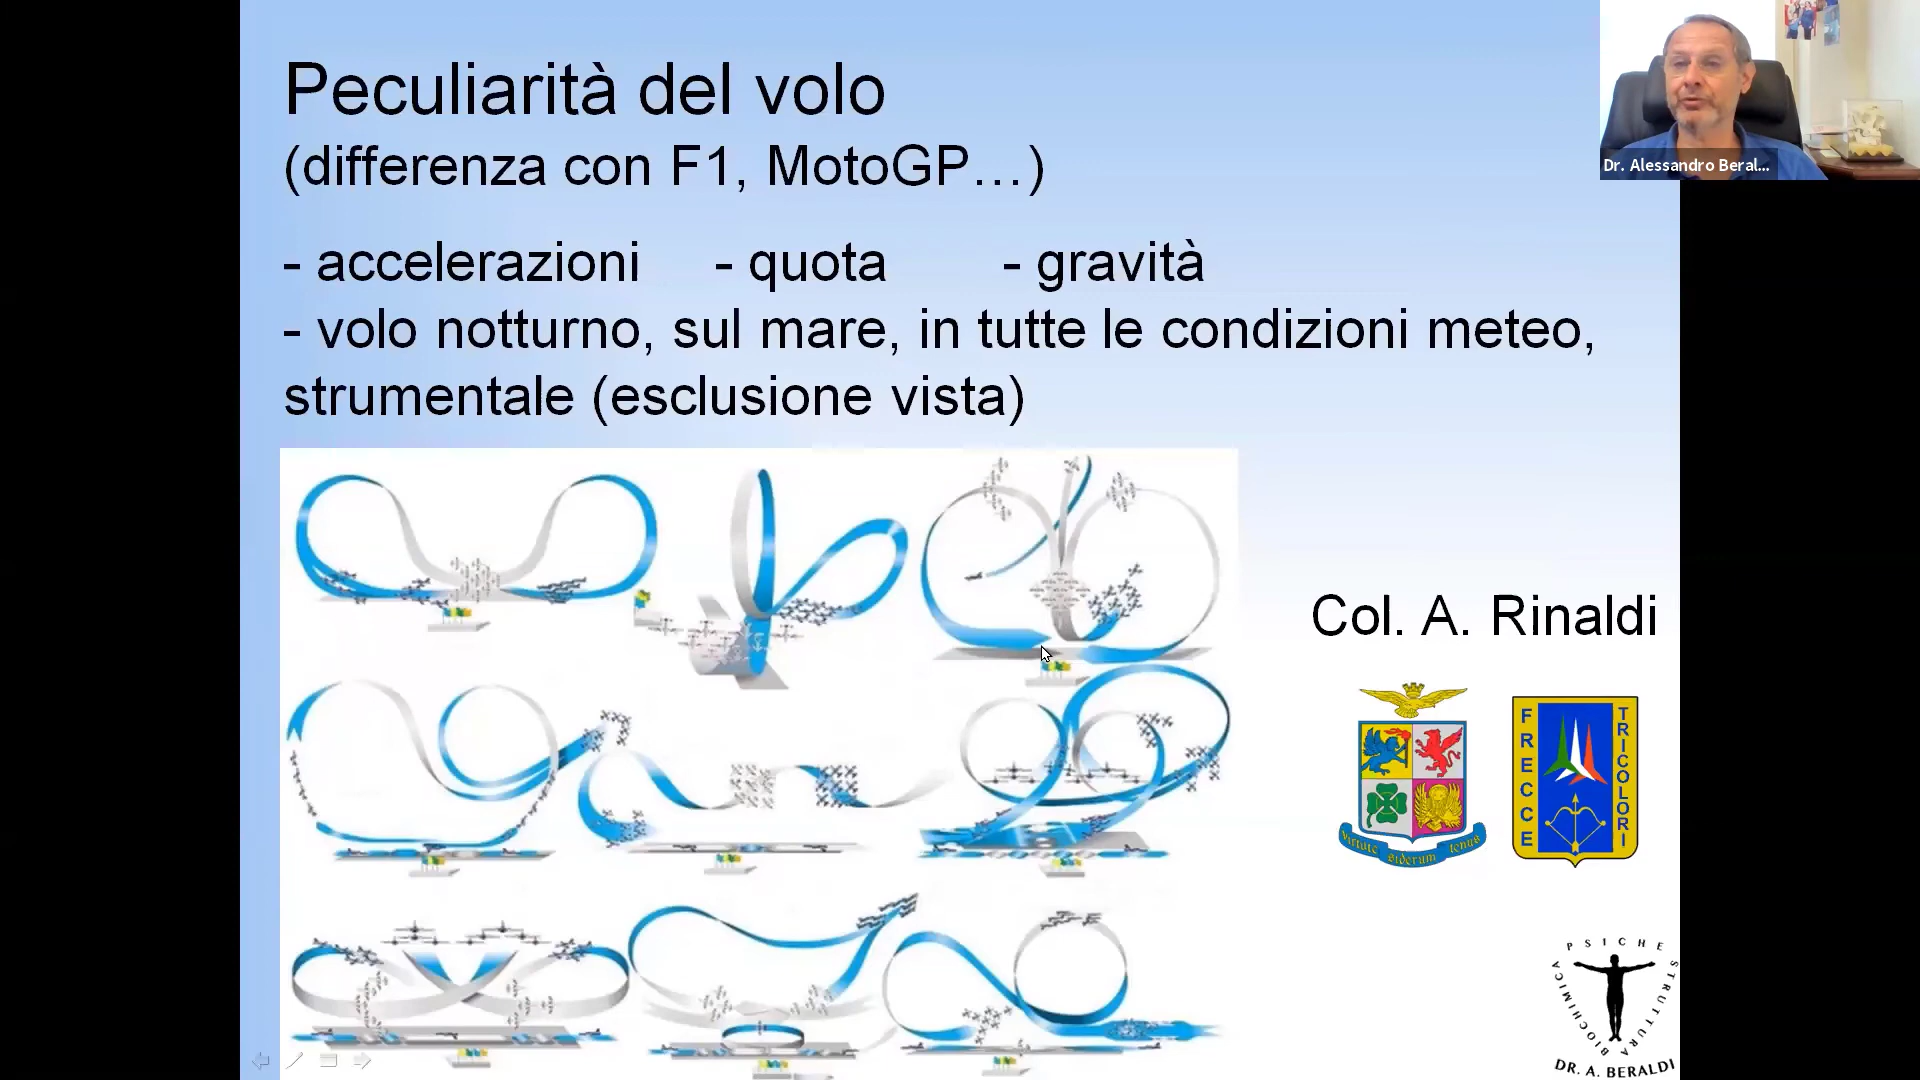 Peculiarità del volo
(differenza con F1, MotoGP...)
- accelerazioni - quota - gravità
- volo notturno, sul mare, in tutte le condizioni meteo,
strumentale (esclusione vista)
Dr. Alessandro Beral...
Col. A. Rinaldi
Virtute Siderum Tenus
FRECCE
TRICOLORI
PSICHE
STRUTTURA
BIOCHIMICA
DR. A. BERALDI